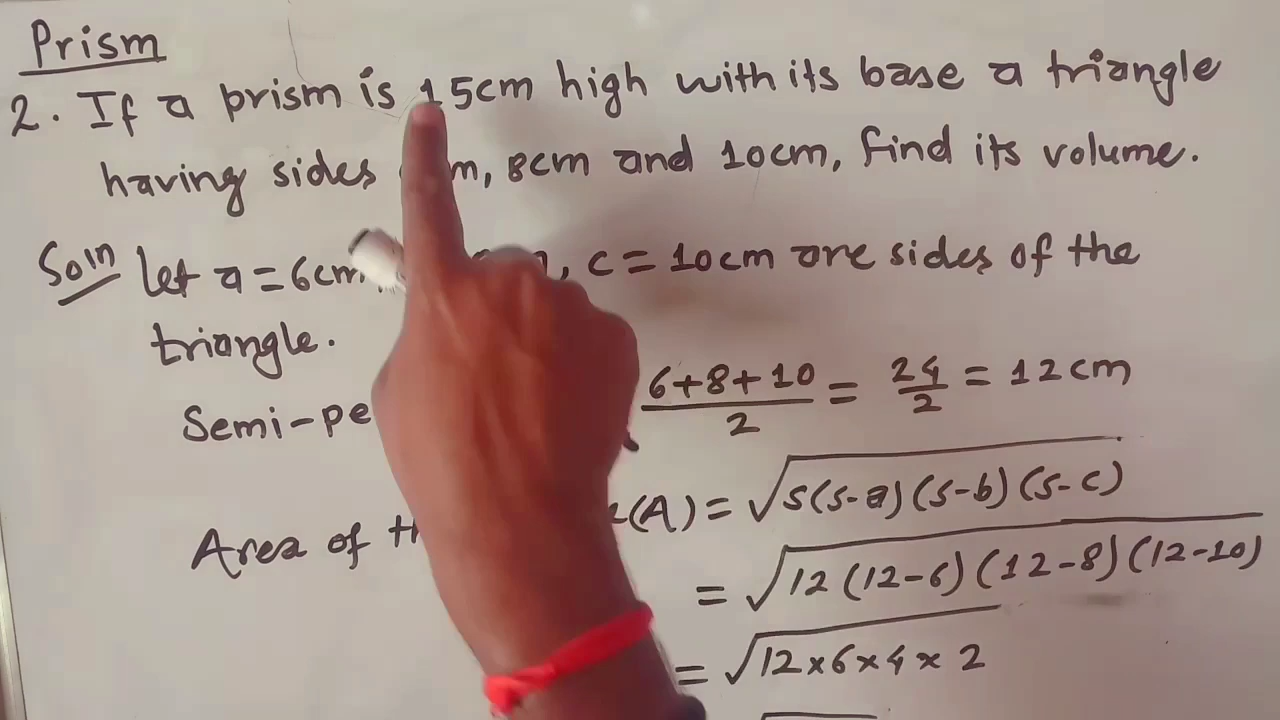 Prism
2. If a prism is 15cm high with its base a triangle
having sides m, 8cm and 10cm, find its volume.
Soln Let a = 6cm, c = 10cm are sides of the
triangle.
Semi-pe 6+8+10/2 = 24/2 = 12cm
Area of th (A) = √s(s-a)(s-b)(s-c)
= √12(12-6)(12-8)(12-10)
= √12×6×4×2